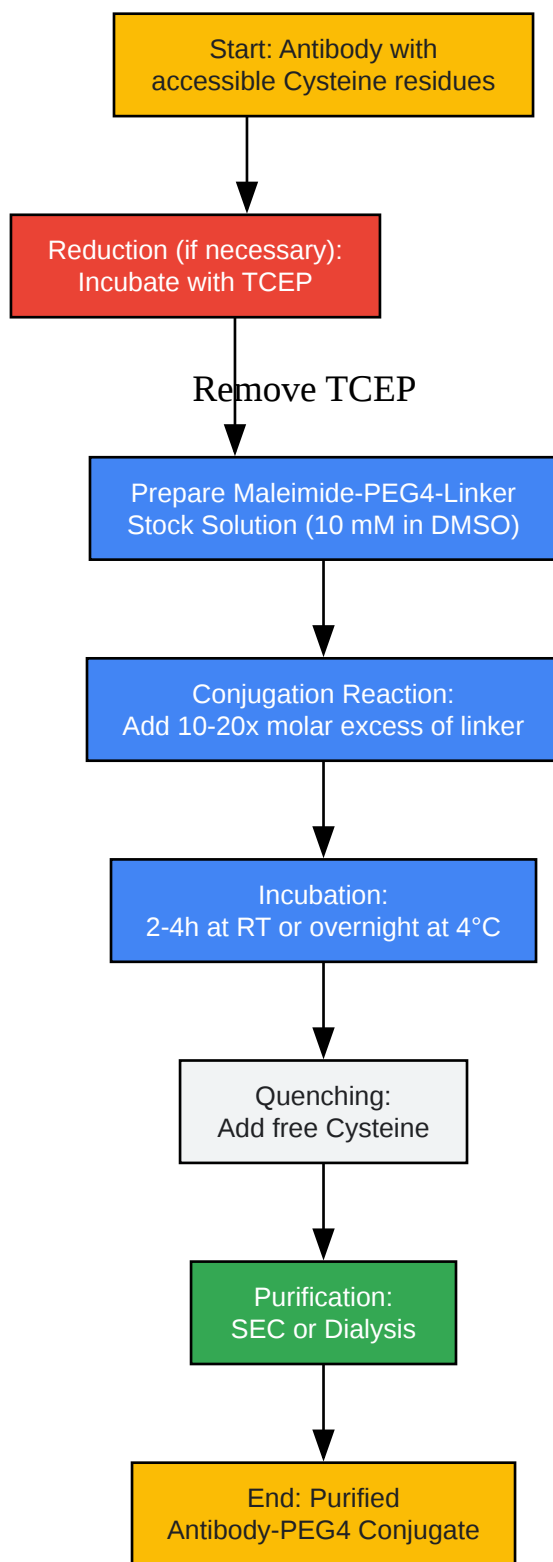 Start: Antibody with
accessible Cysteine residues
Reduction (if necessary):
Incubate with TCEP
Remove TCEP
Prepare Maleimide-PEG4-Linker
Stock Solution (10 mM in DMSO)
Conjugation Reaction:
Add 10-20x molar excess of linker
Incubation:
2-4h at RT or overnight at 4°C
Quenching:
Add free Cysteine
Purification:
SEC or Dialysis
End: Purified
Antibody-PEG4 Conjugate